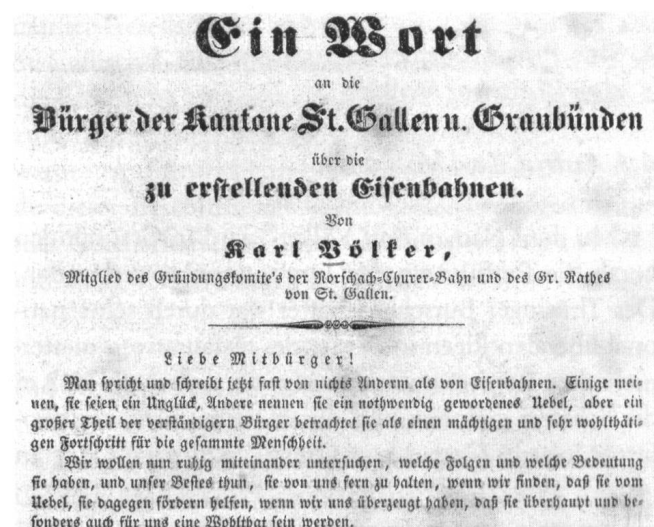 Ein Wort
an die
Bürger der Kantone St. Gallen u. Graubünden
über die
zu erstellenden Eisenbahnen.
Von
Karl Völker,
Mitglied des Gründungskomite's der Rorschach-Churer-Bahn und des Gr. Rathes
von St. Gallen.
Liebe Mitbürger!
Man spricht und schreibt jetzt fast von nichts Anderm als von Eisenbahnen. Einige mei-
nen, sie seien ein Unglück, Andere nennen sie ein nothwendig gewordenes Uebel, aber ein
großer Theil der verständigern Bürger betrachtet sie als einen mächtigen und sehr wohlthäti-
gen Fortschritt für die gesammte Menschheit.
Wir wollen nun ruhig miteinander untersuchen, welche Folgen und welche Bedeutung
sie haben, und unser Bestes thun, sie von uns fern zu halten, wenn wir finden, daß sie vom
Uebel, sie dagegen fördern helfen, wenn wir uns überzeugt haben, daß sie überhaupt und be-
sonders auch für uns eine Wohlthat sein werden.